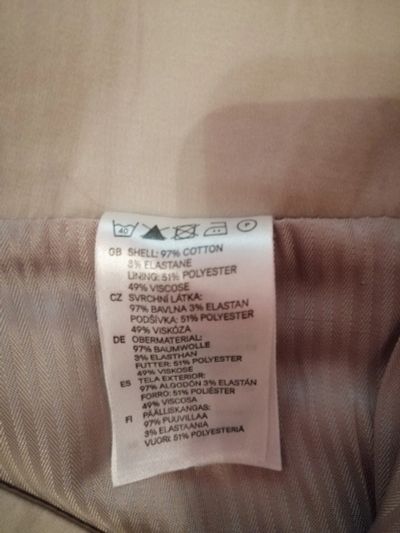 40 P
GB SHELL: 97% COTTON
3% ELASTANE
LINING: 51% POLYESTER
49% VISCOSE
CZ SVRCHNÍ LÁTKA:
97% BAVLNA 3% ELASTAN
PODŠÍVKA: 51% POLYESTER
49% VISKÓZA
DE OBERMATERIAL:
97% BAUMWOLLE
3% ELASTHAN
FUTTER: 51% POLYESTER
49% VISKOSE
ES TELA EXTERIOR:
97% ALGODÓN 3% ELASTÁN
FORRO: 51% POLIÉSTER
49% VISCOSA
FI PÄÄLLISKANGAS:
97% PUUVILLAA
3% ELASTAANIA
VUORI: 51% POLYESTERIA